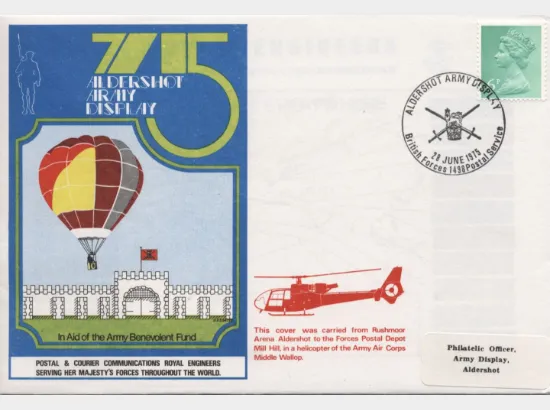 7/75
ALDERSHOT
ARMY
DISPLAY
In Aid of the Army Benevolent Fund
POSTAL & COURIER COMMUNICATIONS ROYAL ENGINEERS
SERVING HER MAJESTY'S FORCES THROUGHOUT THE WORLD.
ALDERSHOT ARMY DISPLAY
28 JUNE 1975
British Forces 1498 Postal Service
This cover was carried from Rushmoor
Arena Aldershot to the Forces Postal Depot
Mill Hill, in a helicopter of the Army Air Corps
Middle Wallop.
Philatelic Officer,
Army Display,
Aldershot